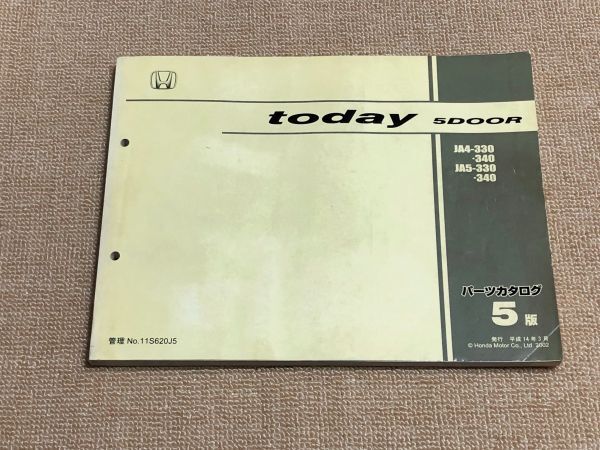 today 5DOOR
JA4-330
·340
JA5-330
·340
パーツカタログ
5版
発行 平成14年3月
© Honda Motor Co., Ltd. 2002
管理 No.11S620J5